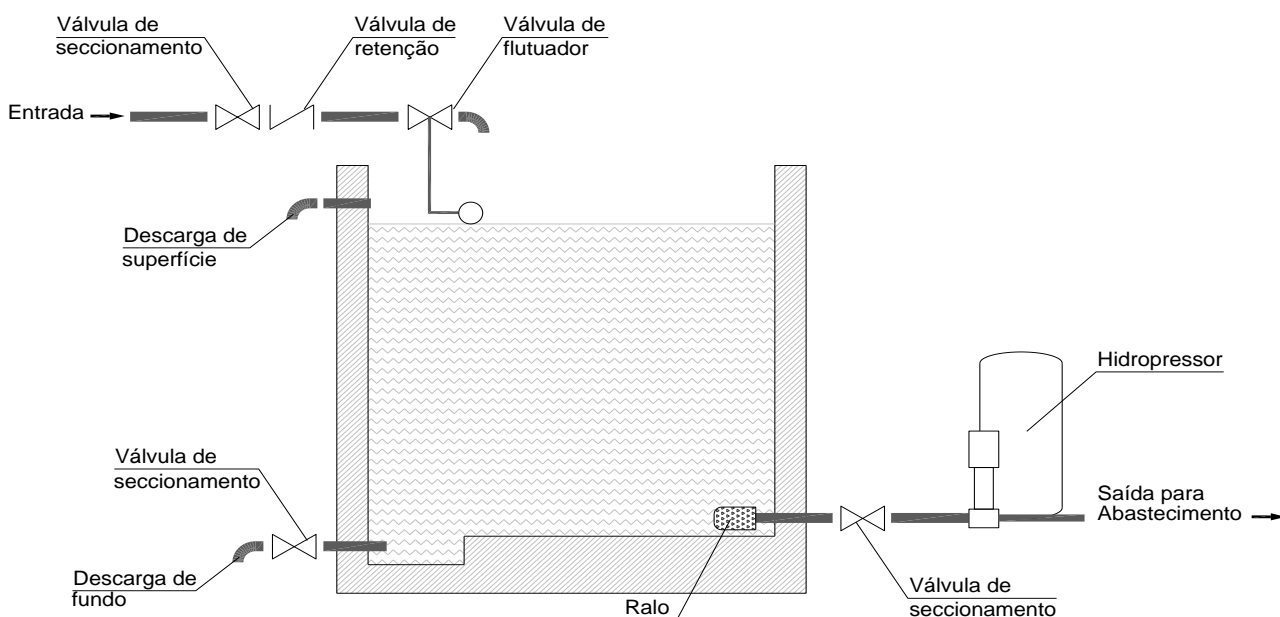 Válvula de
seccionamento
Válvula de
retenção
Válvula de
flutuador
Entrada
Descarga de
superfície
Hidropressor
Válvula de
seccionamento
Saída para
Abastecimento
Descarga de
fundo
Ralo
Válvula de
seccionamento